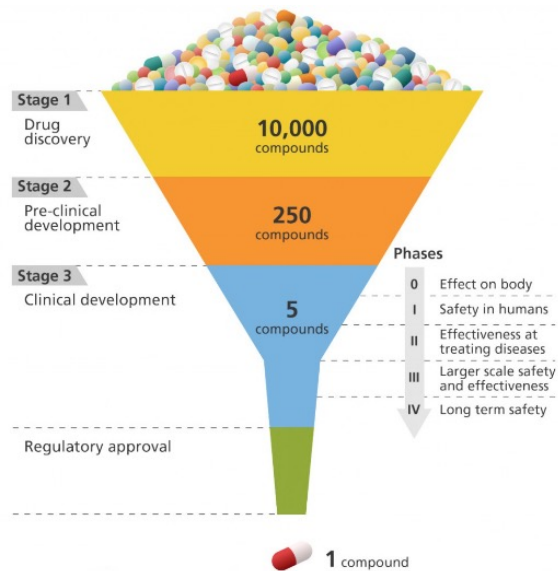 Stage 1
Drug
discovery
10,000
compounds
Stage 2
Pre-clinical
development
250
compounds
Stage 3
Clinical development
5
compounds
Phases
0 Effect on body
I Safety in humans
II Effectiveness at
treating diseases
III Larger scale safety
and effectiveness
IV Long term safety
Regulatory approval
1 compound